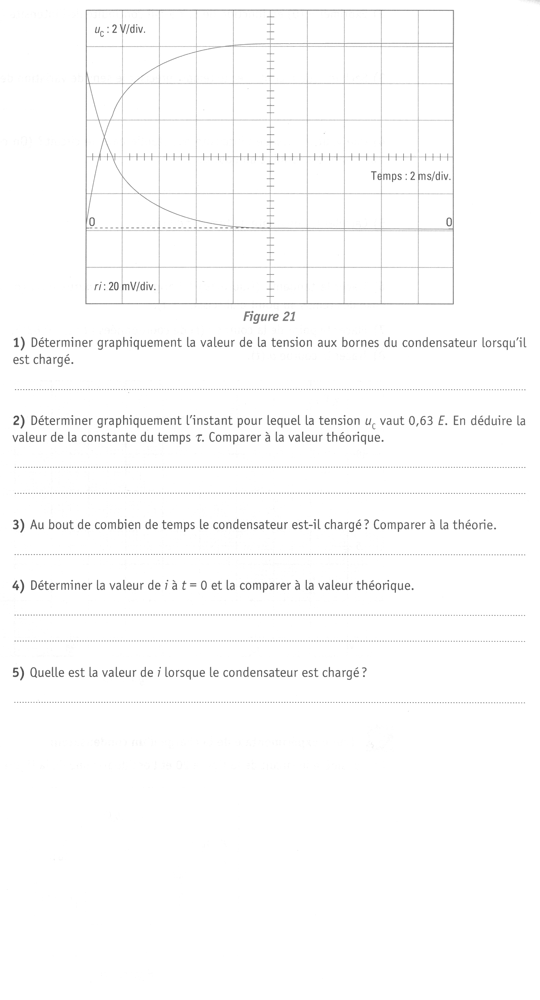 u_C : 2 V/div.
Temps : 2 ms/div.
0
0
ri : 20 mV/div.
Figure 21
1) Déterminer graphiquement la valeur de la tension aux bornes du condensateur lorsqu'il
est chargé.
2) Déterminer graphiquement l'instant pour lequel la tension u_C vaut 0,63 E. En déduire la
valeur de la constante du temps τ. Comparer à la valeur théorique.
3) Au bout de combien de temps le condensateur est-il chargé ? Comparer à la théorie.
4) Déterminer la valeur de i à t = 0 et la comparer à la valeur théorique.
5) Quelle est la valeur de i lorsque le condensateur est chargé ?